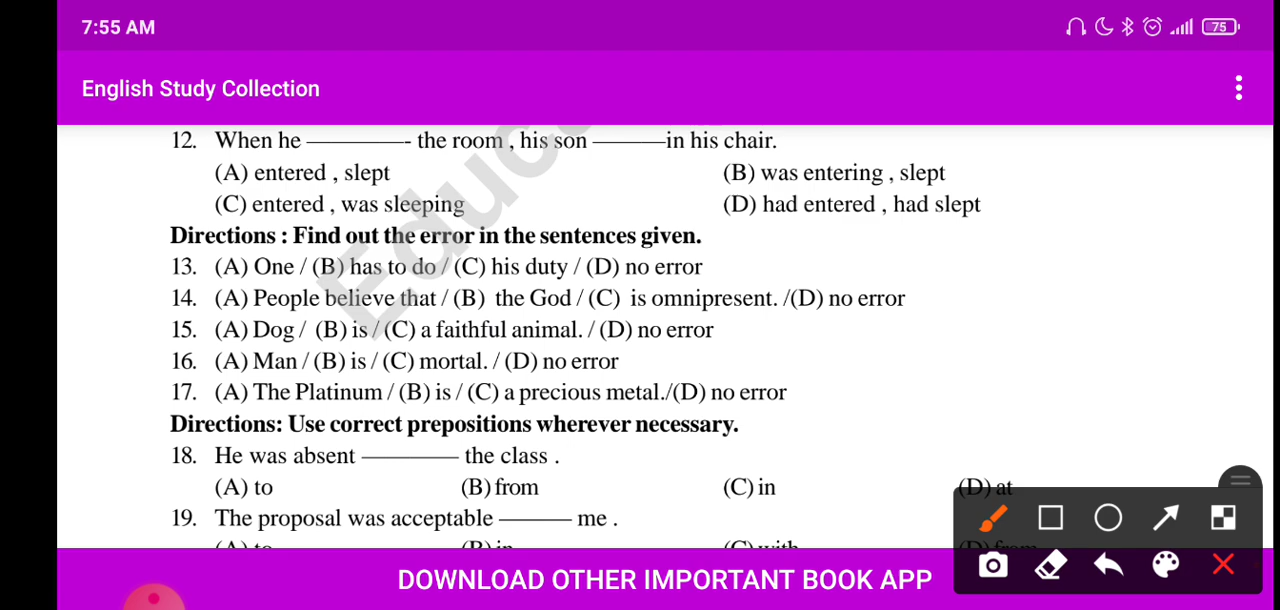 7:55 AM
75
English Study Collection
12. When he ————- the room , his son ———in his chair.
(A) entered , slept (B) was entering , slept
(C) entered , was sleeping (D) had entered , had slept
Directions : Find out the error in the sentences given.
13. (A) One / (B) has to do / (C) his duty / (D) no error
14. (A) People believe that / (B) the God / (C) is omnipresent. /(D) no error
15. (A) Dog / (B) is / (C) a faithful animal. / (D) no error
16. (A) Man / (B) is / (C) mortal. / (D) no error
17. (A) The Platinum / (B) is / (C) a precious metal./(D) no error
Directions: Use correct prepositions wherever necessary.
18. He was absent ———— the class .
(A) to (B) from (C) in (D) at
19. The proposal was acceptable ——— me .
(A) to (B) in (C) with (D) from
DOWNLOAD OTHER IMPORTANT BOOK APP